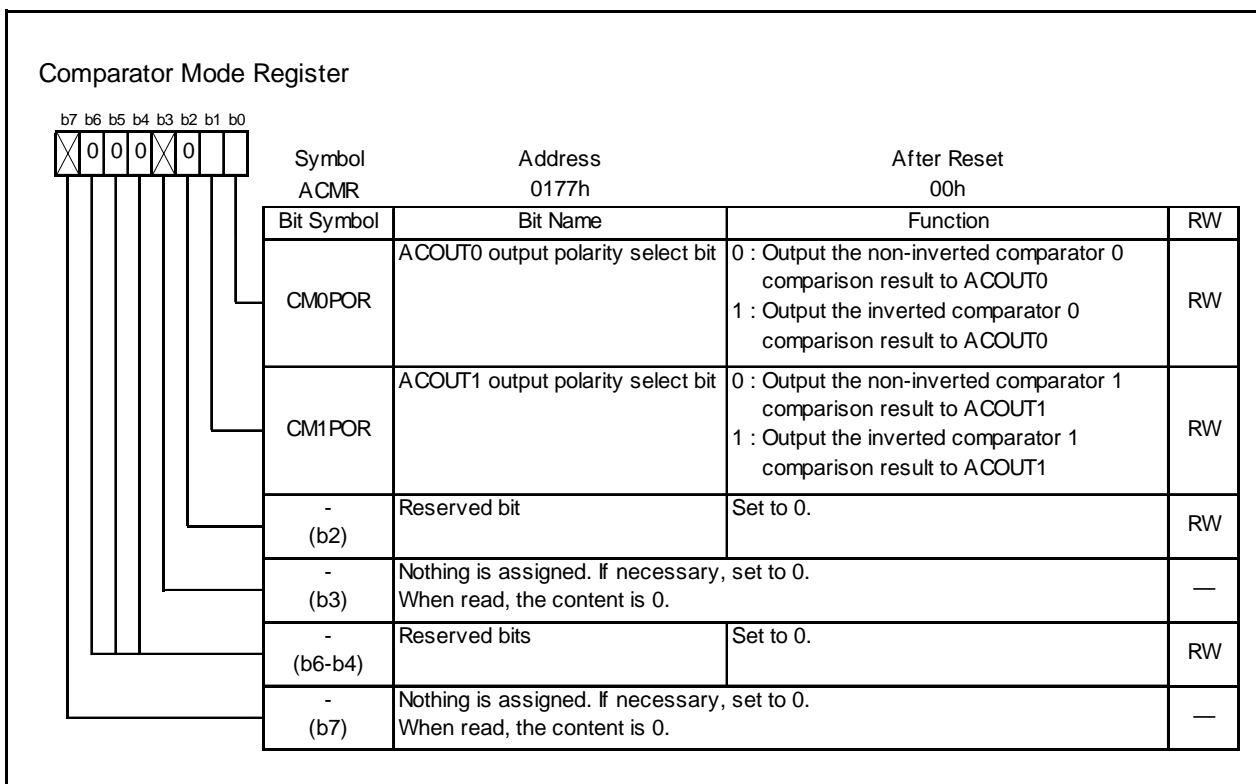 Comparator Mode Register
b7 b6 b5 b4 b3 b2 b1 b0
0 0 0 0
Symbol Address After Reset
ACMR 0177h 00h
Bit Symbol Bit Name Function RW
CM0POR ACOUT0 output polarity select bit 0 : Output the non-inverted comparator 0
comparison result to ACOUT0
1 : Output the inverted comparator 0
comparison result to ACOUT0 RW
CM1POR ACOUT1 output polarity select bit 0 : Output the non-inverted comparator 1
comparison result to ACOUT1
1 : Output the inverted comparator 1
comparison result to ACOUT1 RW
-
(b2) Reserved bit Set to 0. RW
-
(b3) Nothing is assigned. If necessary, set to 0.
When read, the content is 0. —
-
(b6-b4) Reserved bits Set to 0. RW
-
(b7) Nothing is assigned. If necessary, set to 0.
When read, the content is 0. —